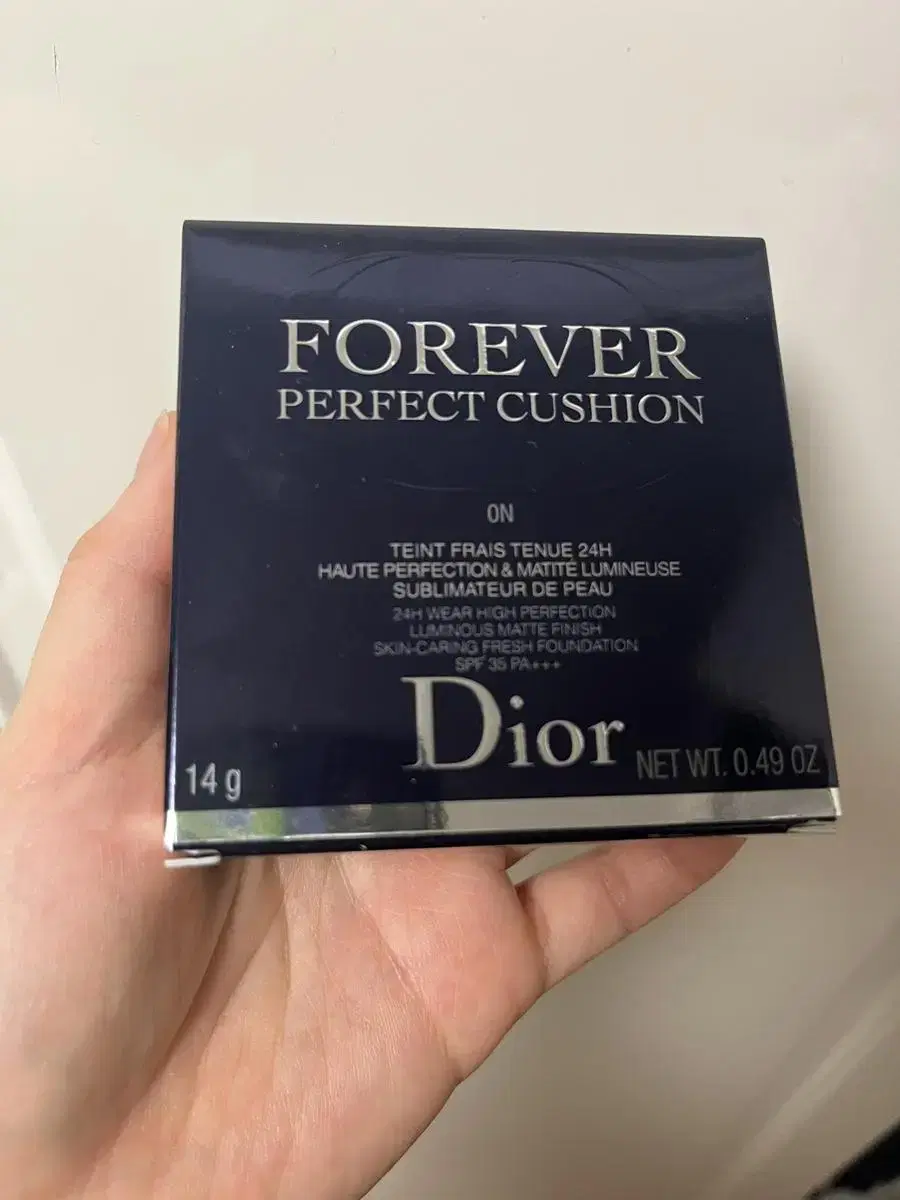 FOREVER
PERFECT CUSHION
0N
TEINT FRAIS TENUE 24H
HAUTE PERFECTION & MATITÉ LUMINEUSE
SUBLIMATEUR DE PEAU
24H WEAR HIGH PERFECTION
LUMINOUS MATTE FINISH
SKIN-CARING FRESH FOUNDATION
SPF 35 PA+++
Dior
14 g
NET WT. 0.49 OZ